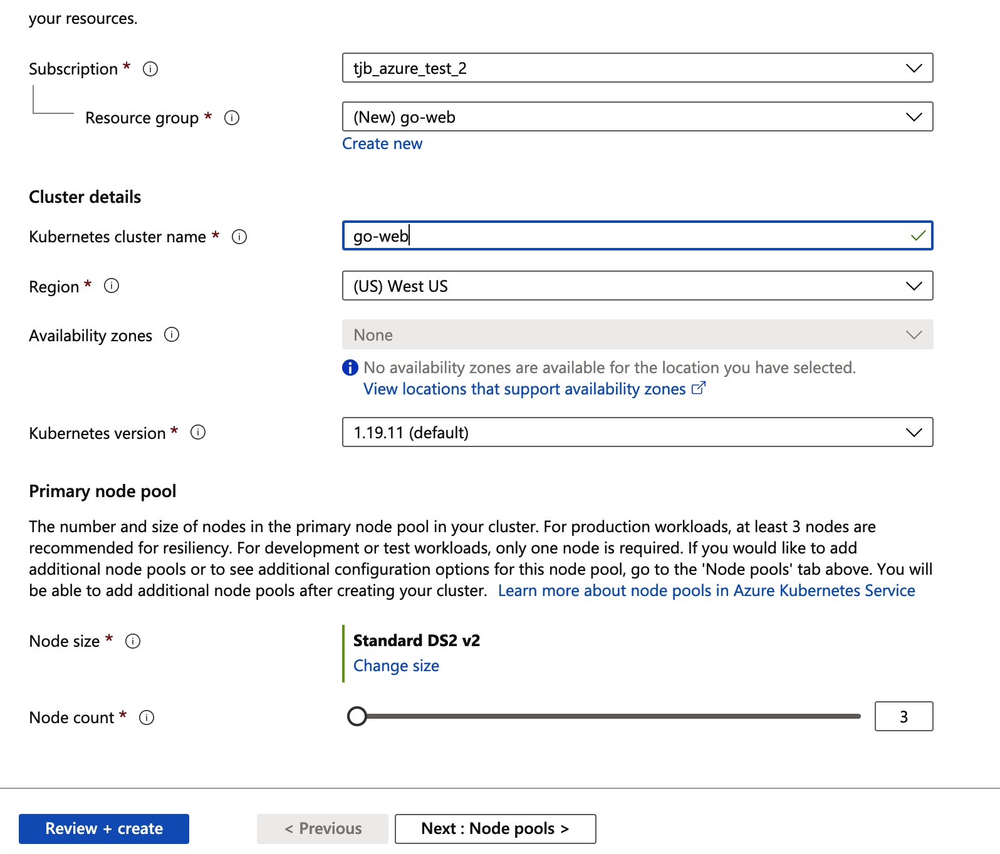 your resources.
Subscription *
tjb_azure_test_2
Resource group *
(New) go-web
Create new
Cluster details
Kubernetes cluster name *
go-web
Region *
(US) West US
Availability zones
None
No availability zones are available for the location you have selected.
View locations that support availability zones
Kubernetes version *
1.19.11 (default)
Primary node pool
The number and size of nodes in the primary node pool in your cluster. For production workloads, at least 3 nodes are
recommended for resiliency. For development or test workloads, only one node is required. If you would like to add
additional node pools or to see additional configuration options for this node pool, go to the 'Node pools' tab above. You will
be able to add additional node pools after creating your cluster. Learn more about node pools in Azure Kubernetes Service
Node size *
Standard DS2 v2
Change size
Node count *
3
Review + create
< Previous
Next : Node pools >